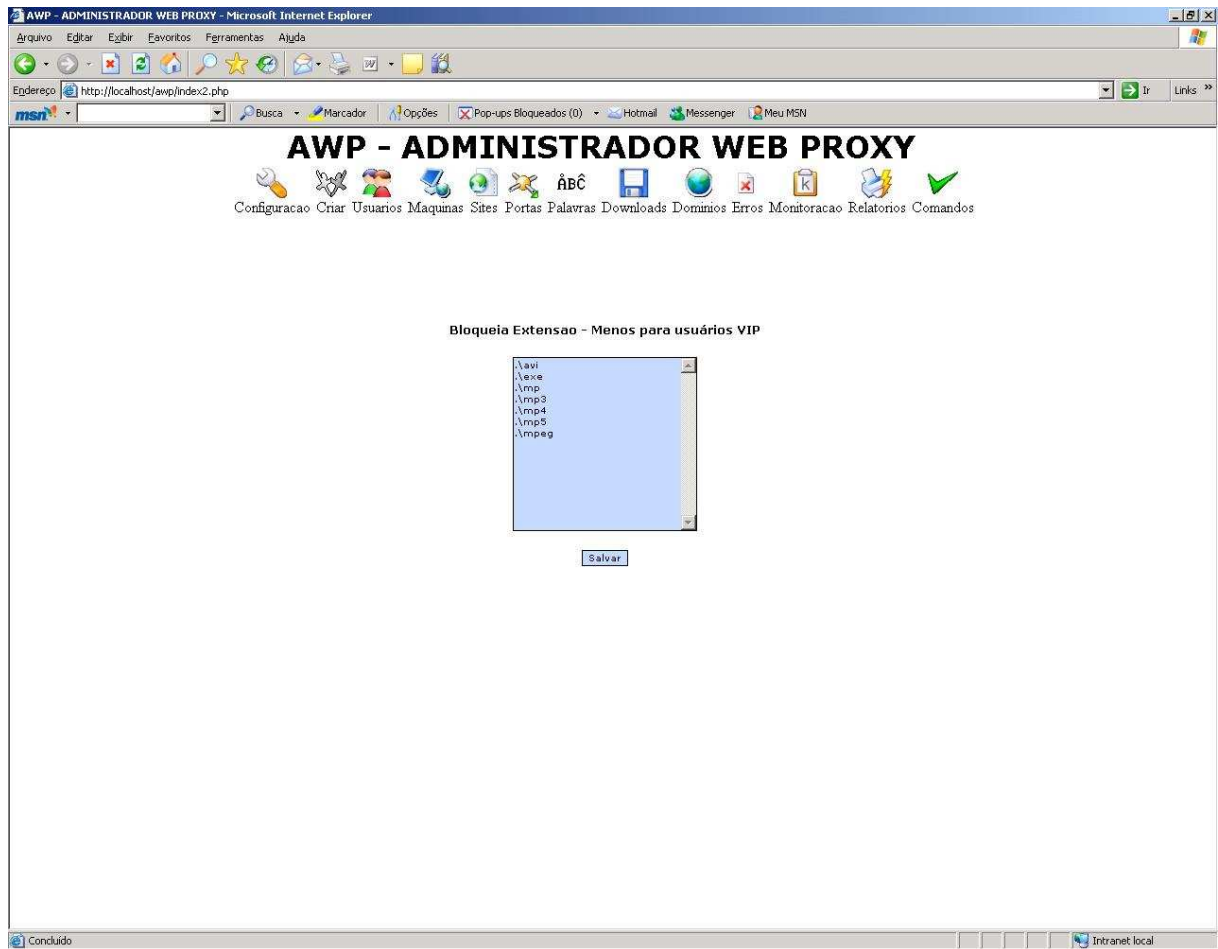 AWP - ADMINISTRADOR WEB PROXY - Microsoft Internet Explorer
Arquivo Editar Exibir Favoritos Ferramentas Ajuda
Endereço http://localhost/awp/index2.php Ir Links »
msn Busca Marcador Opções Pop-ups Bloqueados (0) Hotmail Messenger Meu MSN
AWP - ADMINISTRADOR WEB PROXY
ÅBĈ
k
Configuracao Criar Usuarios Maquinas Sites Portas Palavras Downloads Dominios Erros Monitoracao Relatorios Comandos
Bloqueia Extensao - Menos para usuários VIP
.\avi
.\exe
.\mp
.\mp3
.\mp4
.\mp5
.\mpeg
Salvar
Concluído Intranet local